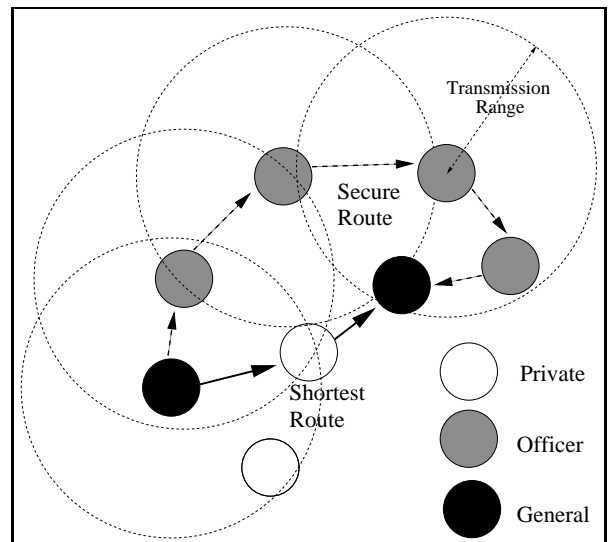 Transmission
Range
Secure
Route
Shortest
Route
Private
Officer
General